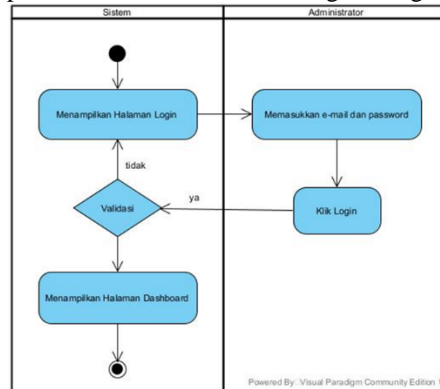 Sistem
Administrator
Menampilkan Halaman Login
Memasukkan e-mail dan password
tidak
Validasi
ya
Klik Login
Menampilkan Halaman Dashboard
Powered By: Visual Paradigm Community Edition